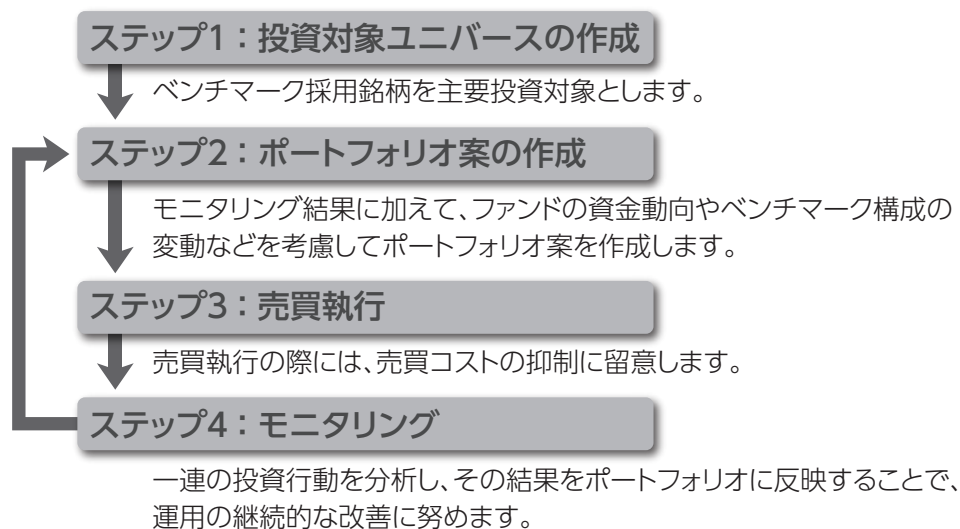 ステップ1：投資対象ユニバースの作成
ベンチマーク採用銘柄を主要投資対象とします。
ステップ2：ポートフォリオ案の作成
モニタリング結果に加えて、ファンドの資金動向やベンチマーク構成の
変動などを考慮してポートフォリオ案を作成します。
ステップ3：売買執行
売買執行の際には、売買コストの抑制に留意します。
ステップ4：モニタリング
一連の投資行動を分析し、その結果をポートフォリオに反映することで、
運用の継続的な改善に努めます。